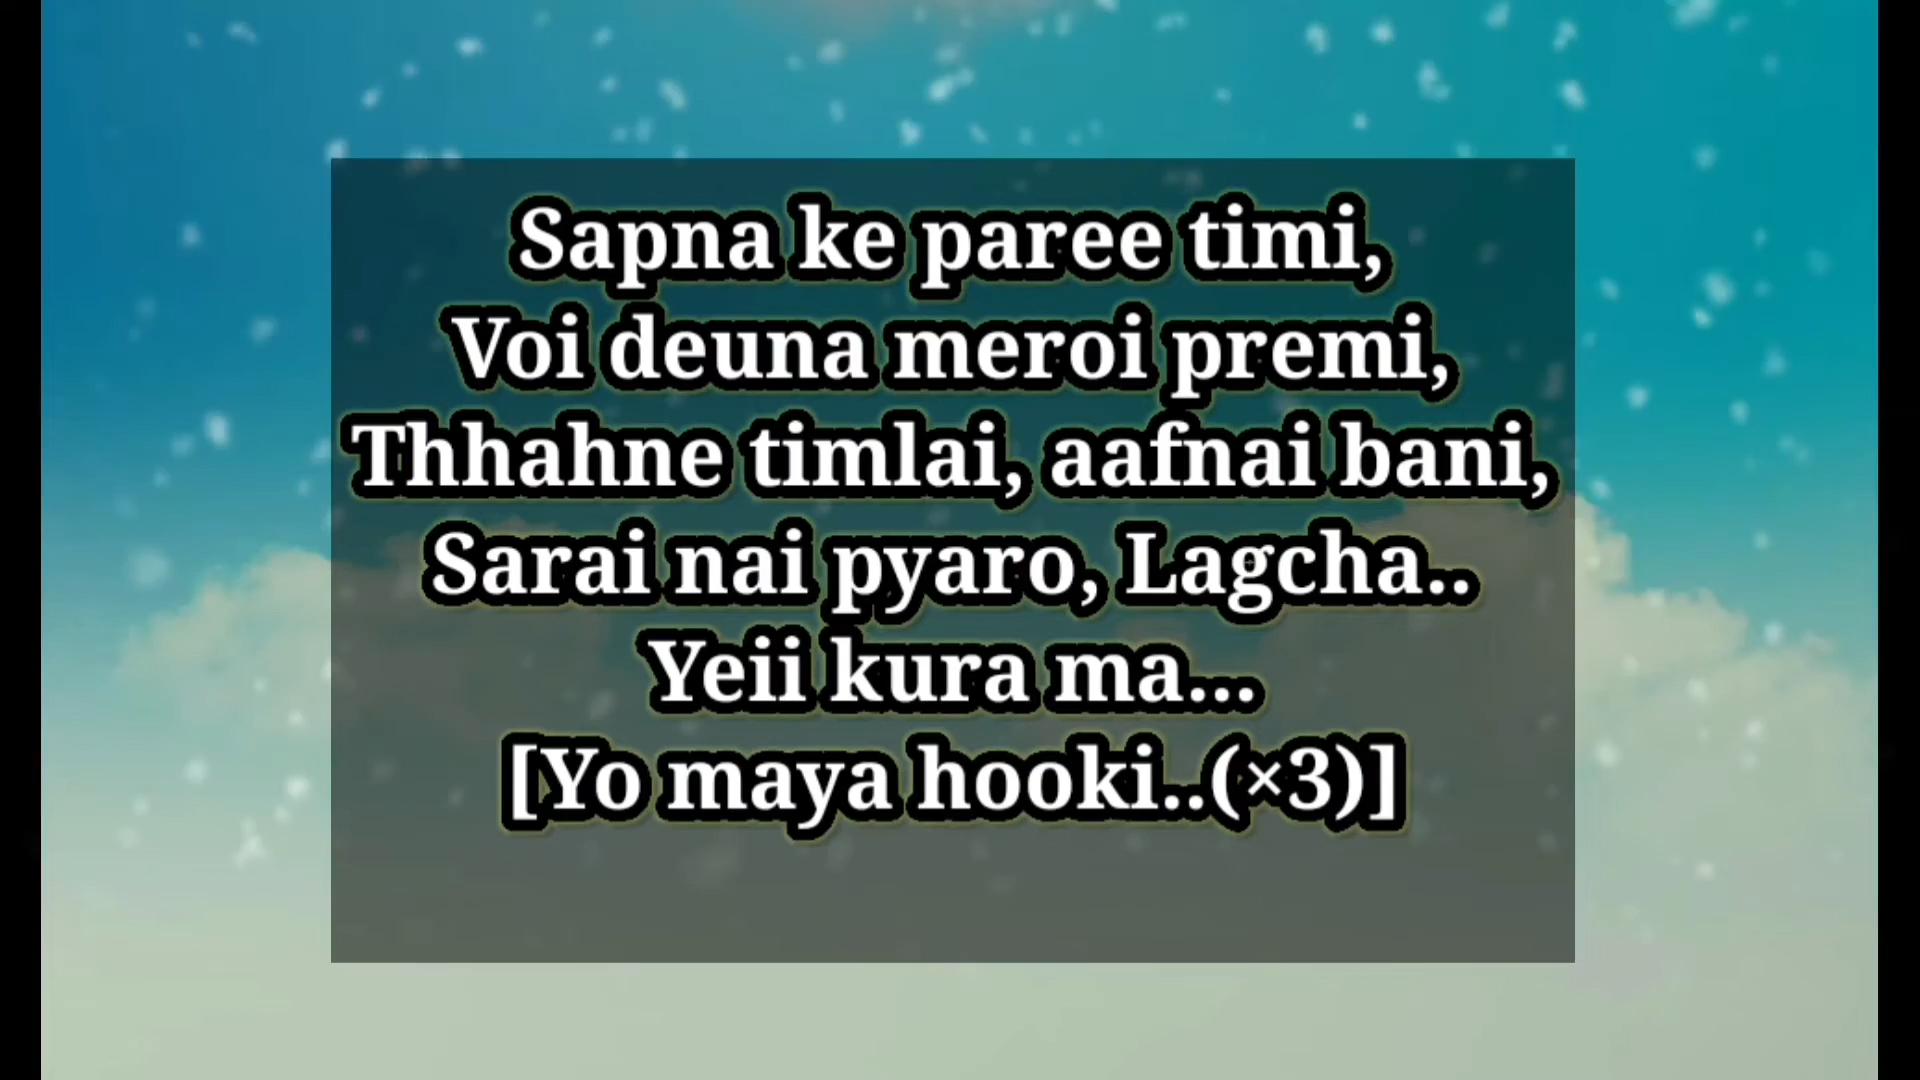 Sapna ke paree timi,
Voi deuna meroi premi,
Thhahne timlai, aafnai bani,
Sarai nai pyaro, Lagcha..
Yeii kura ma...
[Yo maya hooki..(×3)]